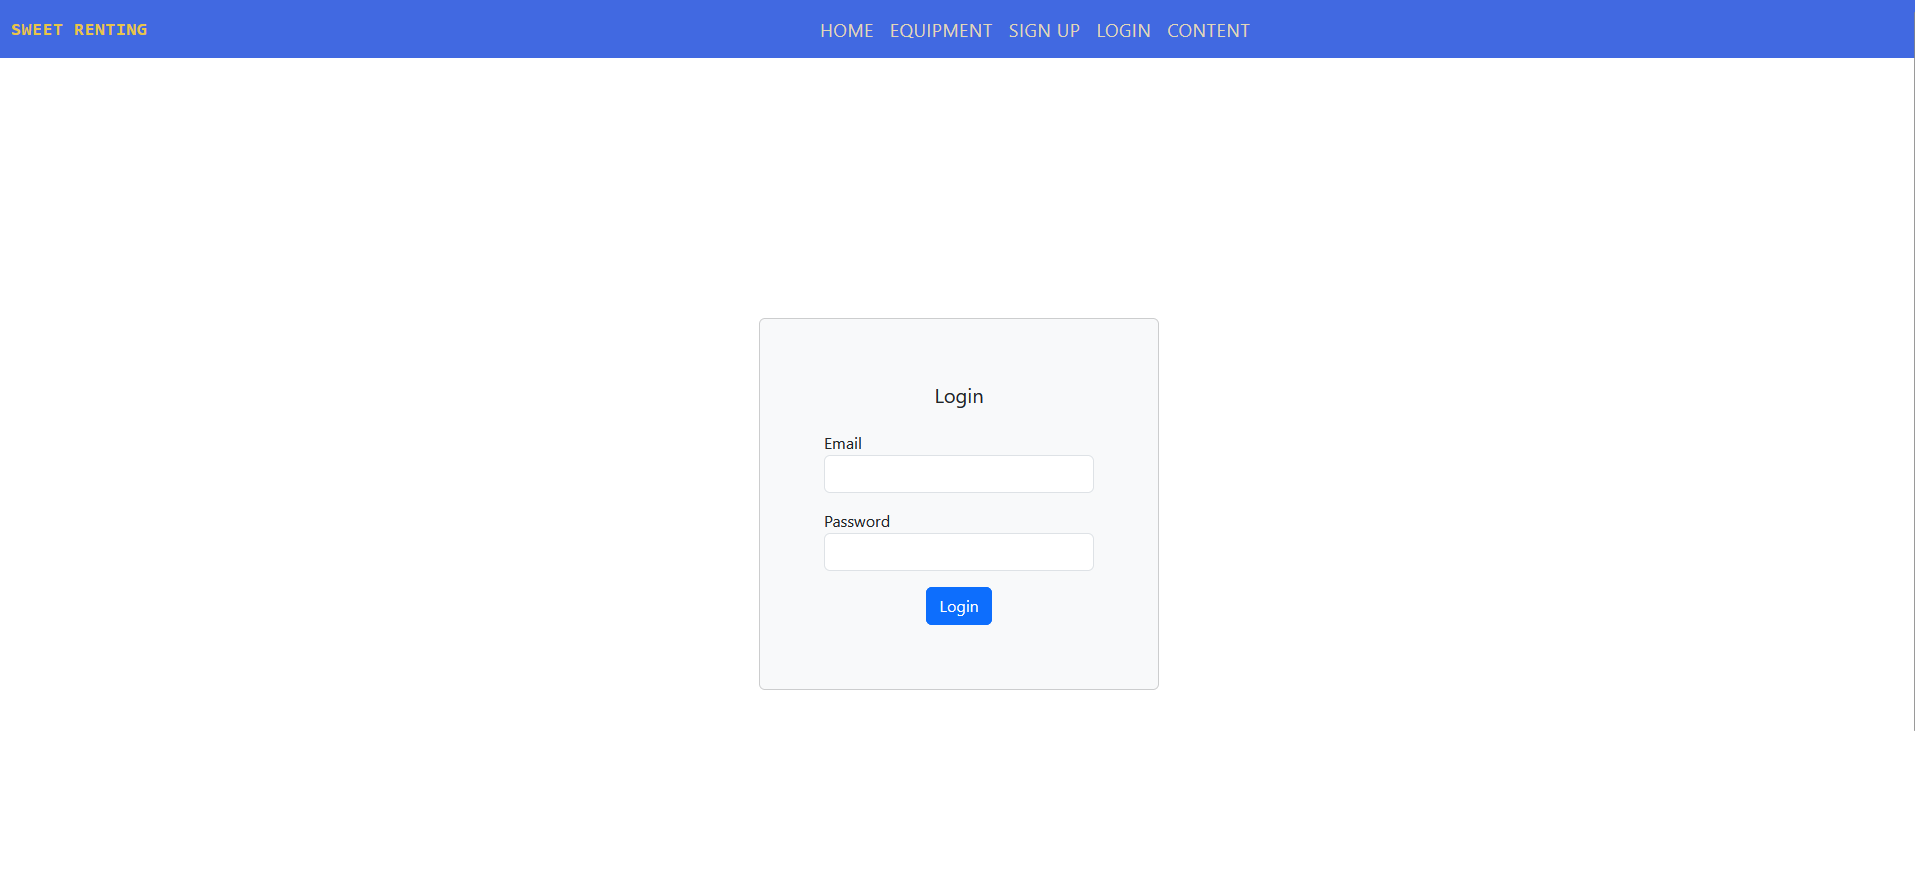 SWEET RENTING
HOME EQUIPMENT SIGN UP LOGIN CONTENT
Login
Email
Password
Login